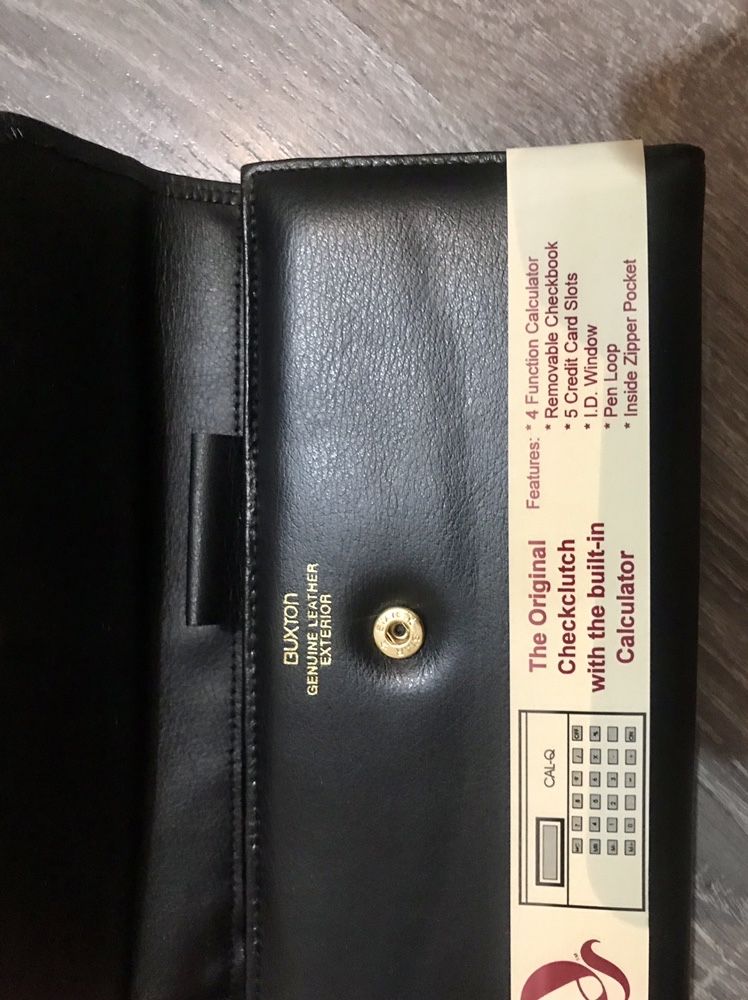 BUXTON
GENUINE LEATHER
EXTERIOR
The Original
Checkclutch
with the built-in
Calculator
Features: * 4 Function Calculator
* Removable Checkbook
* 5 Credit Card Slots
* I.D. Window
* Pen Loop
* Inside Zipper Pocket
CAL-Q